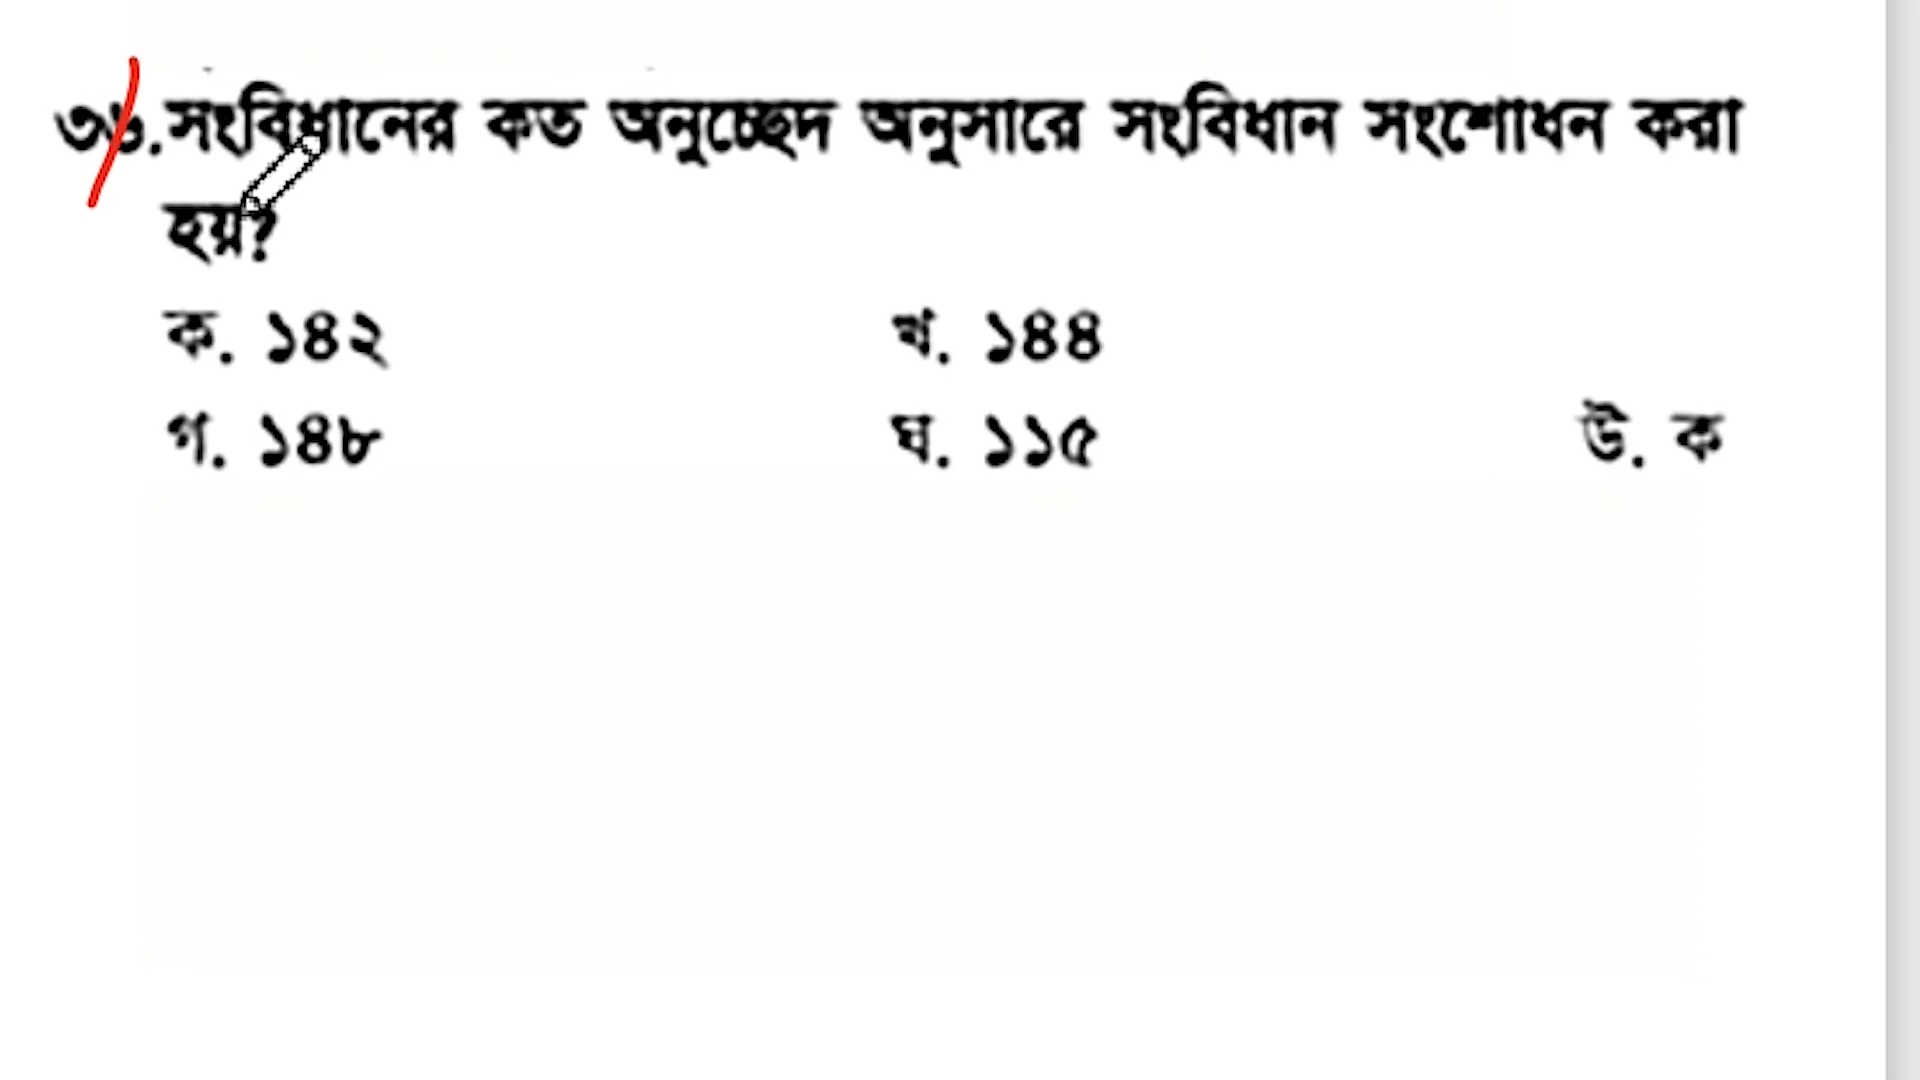 ৩৬. সংবিধানের কত অনুচ্ছেদ অনুসারে সংবিধান সংশোধন করা
হয়?
ক. ১৪২ খ. ১৪৪
গ. ১৪৮ ঘ. ১১৫ উ. ক